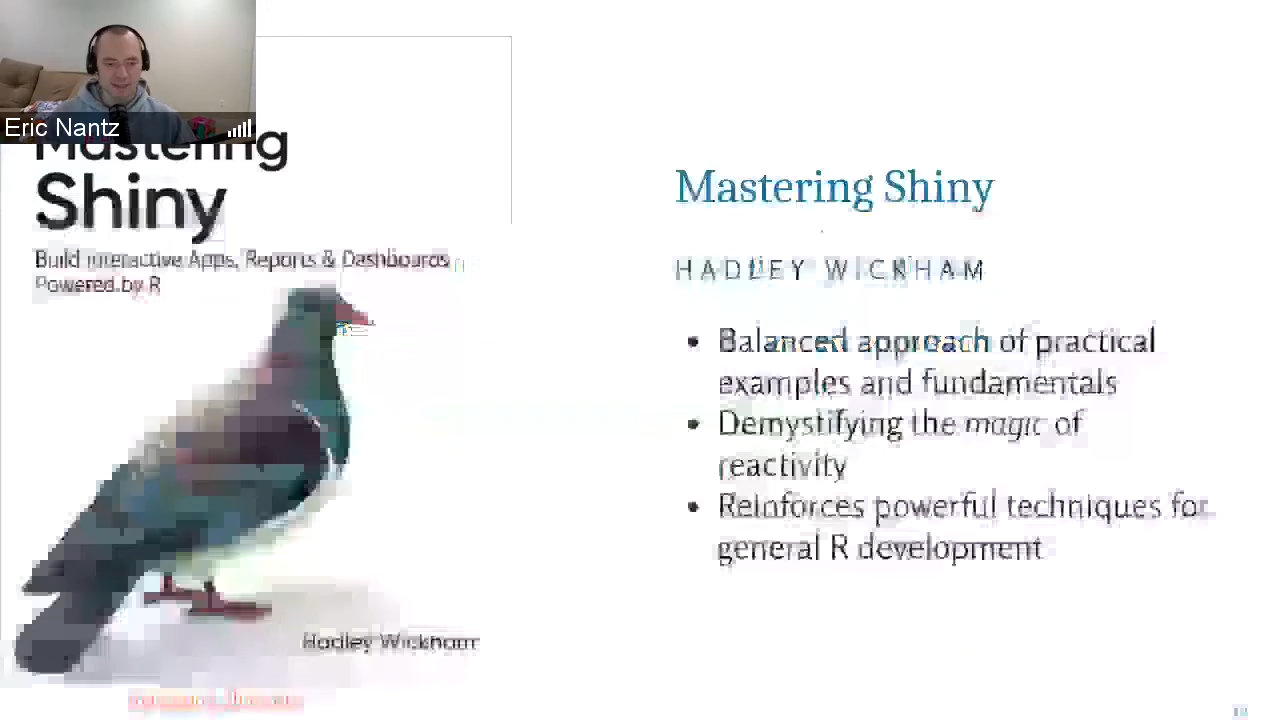 Eric Nantz
Mastering
Shiny
Build Interactive Apps, Reports & Dashboards
Powered by R
Hadley Wickham
Mastering Shiny
HADLEY WICKHAM
• Balanced approach of practical
examples and fundamentals
• Demystifying the magic of
reactivity
• Reinforces powerful techniques for
general R development